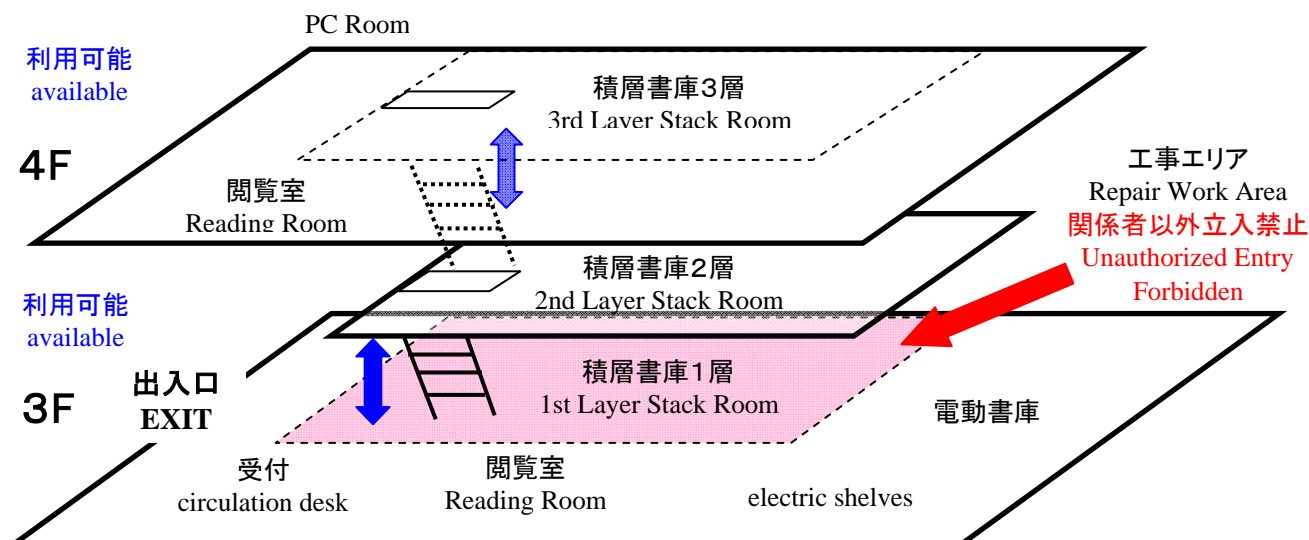 PC Room
利用可能
available
積層書庫3層
3rd Layer Stack Room
4F
閲覧室
Reading Room
工事エリア
Repair Work Area
関係者以外立入禁止
Unauthorized Entry
Forbidden
積層書庫2層
2nd Layer Stack Room
利用可能
available
3F
出入口
EXIT
積層書庫1層
1st Layer Stack Room
電動書庫
受付
circulation desk
閲覧室
Reading Room
electric shelves